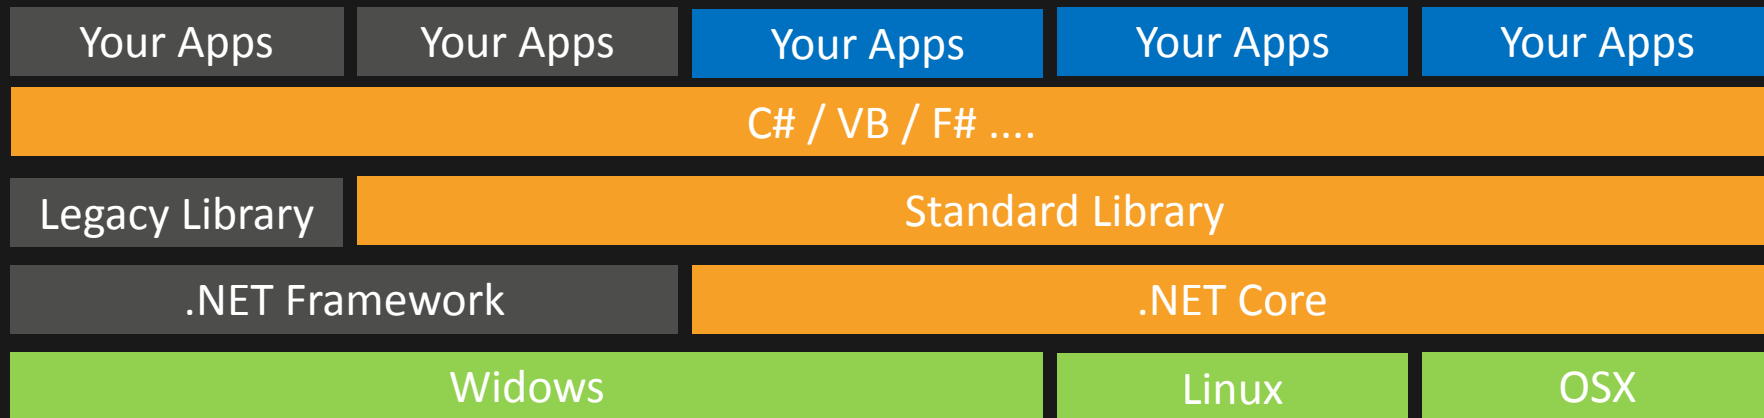 Your Apps
Your Apps
Your Apps
Your Apps
Your Apps
C# / VB / F# ....
Legacy Library
Standard Library
.NET Framework
.NET Core
Widows
Linux
OSX